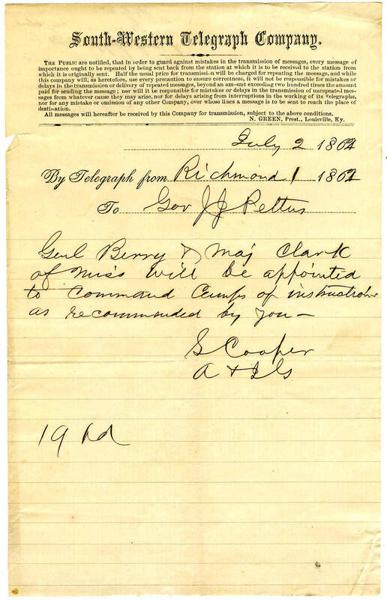 South-Western Telegraph Company.
THE PUBLIC are notified, that in order to guard against mistakes in the transmission of messages, every message of
importance ought to be repeated by being sent back from the station at which it is to be received to the station from
which it is originally sent. Half the usual price for transmission will be charged for repeating the message, and while
this company will, as heretofore, use every precaution to ensure correctness, it will not be responsible for mistakes or
delays in the transmission or delivery of repeated messages, beyond an amount exceeding two hundred times the amount
paid for sending the message; nor will it be responsible for mistakes or delays in the transmission of unrepeated mes-
sages from whatever cause they may arise, nor for delays arising from interruptions in the working of its Telegraphs,
nor for any mistake or omission of any other Company, over whose lines a message is to be sent to reach the place of
destination.
All messages will hereafter be received by this Company for transmission, subject to the above conditions.
N. GREEN, Prest., Louisville, Ky.
July 2 1862
By Telegraph from Richmond 1 1862
To Gov J J Pettus
Genl Berry & Maj Clark
of Miss will be appointed
to command Camps of instruction
as recommended by you -
S Cooper
A & I G